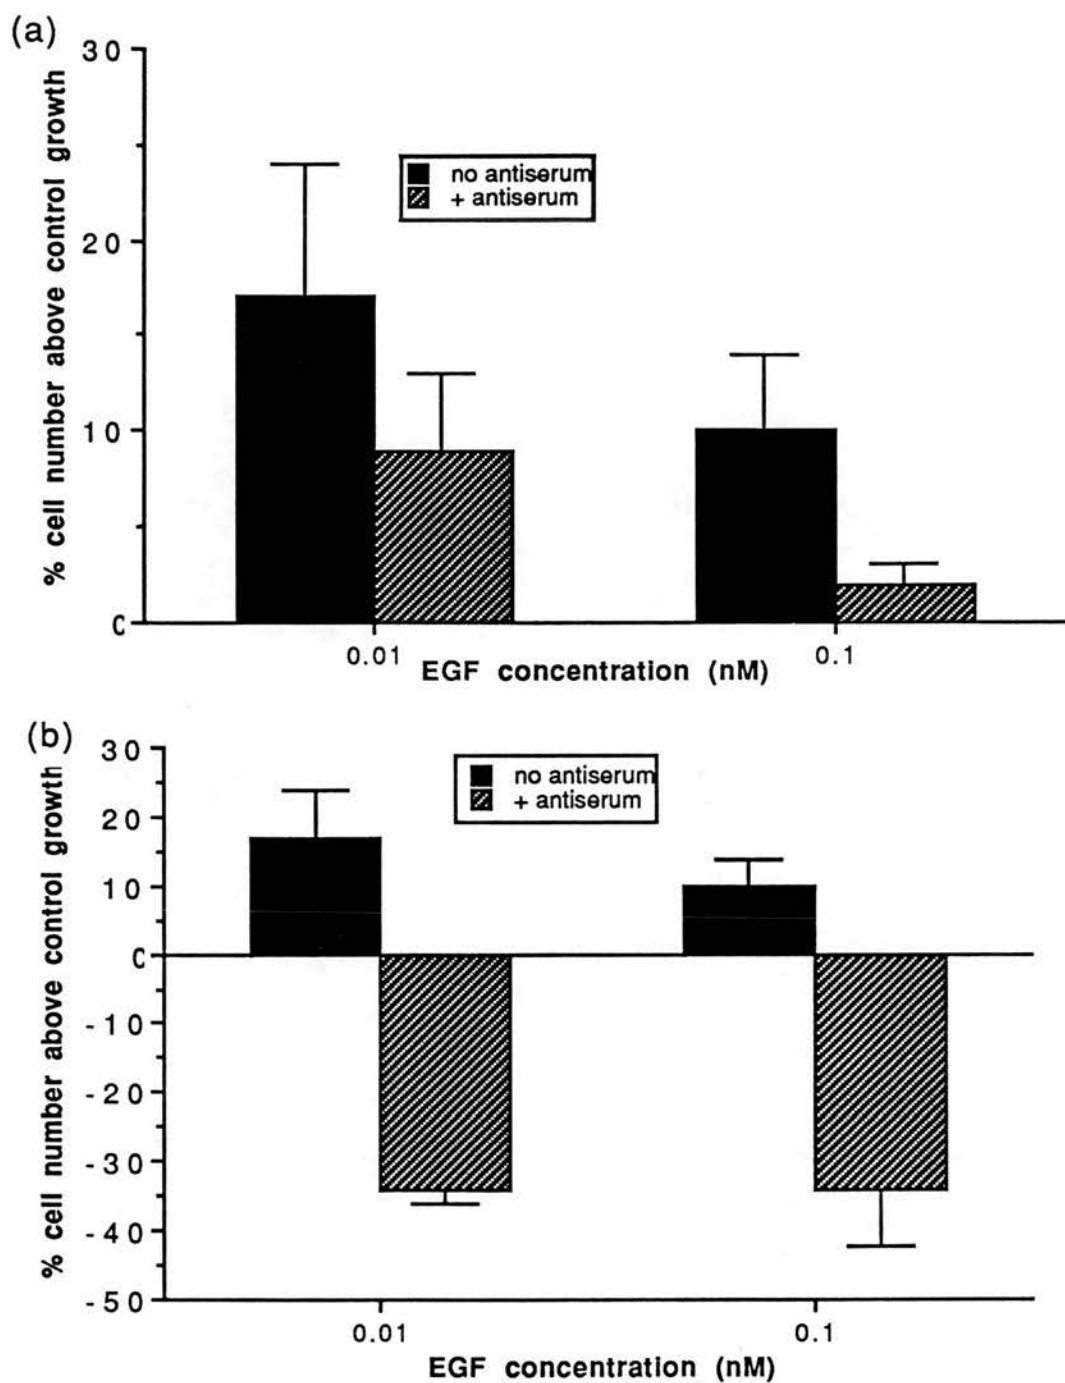 (a)
% cell number above control growth
30
20
10
C
no antiserum
+ antiserum
0.01
0.1
EGF concentration (nM)
(b)
% cell number above control growth
30
20
10
C
-10
-20
-30
-40
-50
no antiserum
+ antiserum
0.01
0.1
EGF concentration (nM)